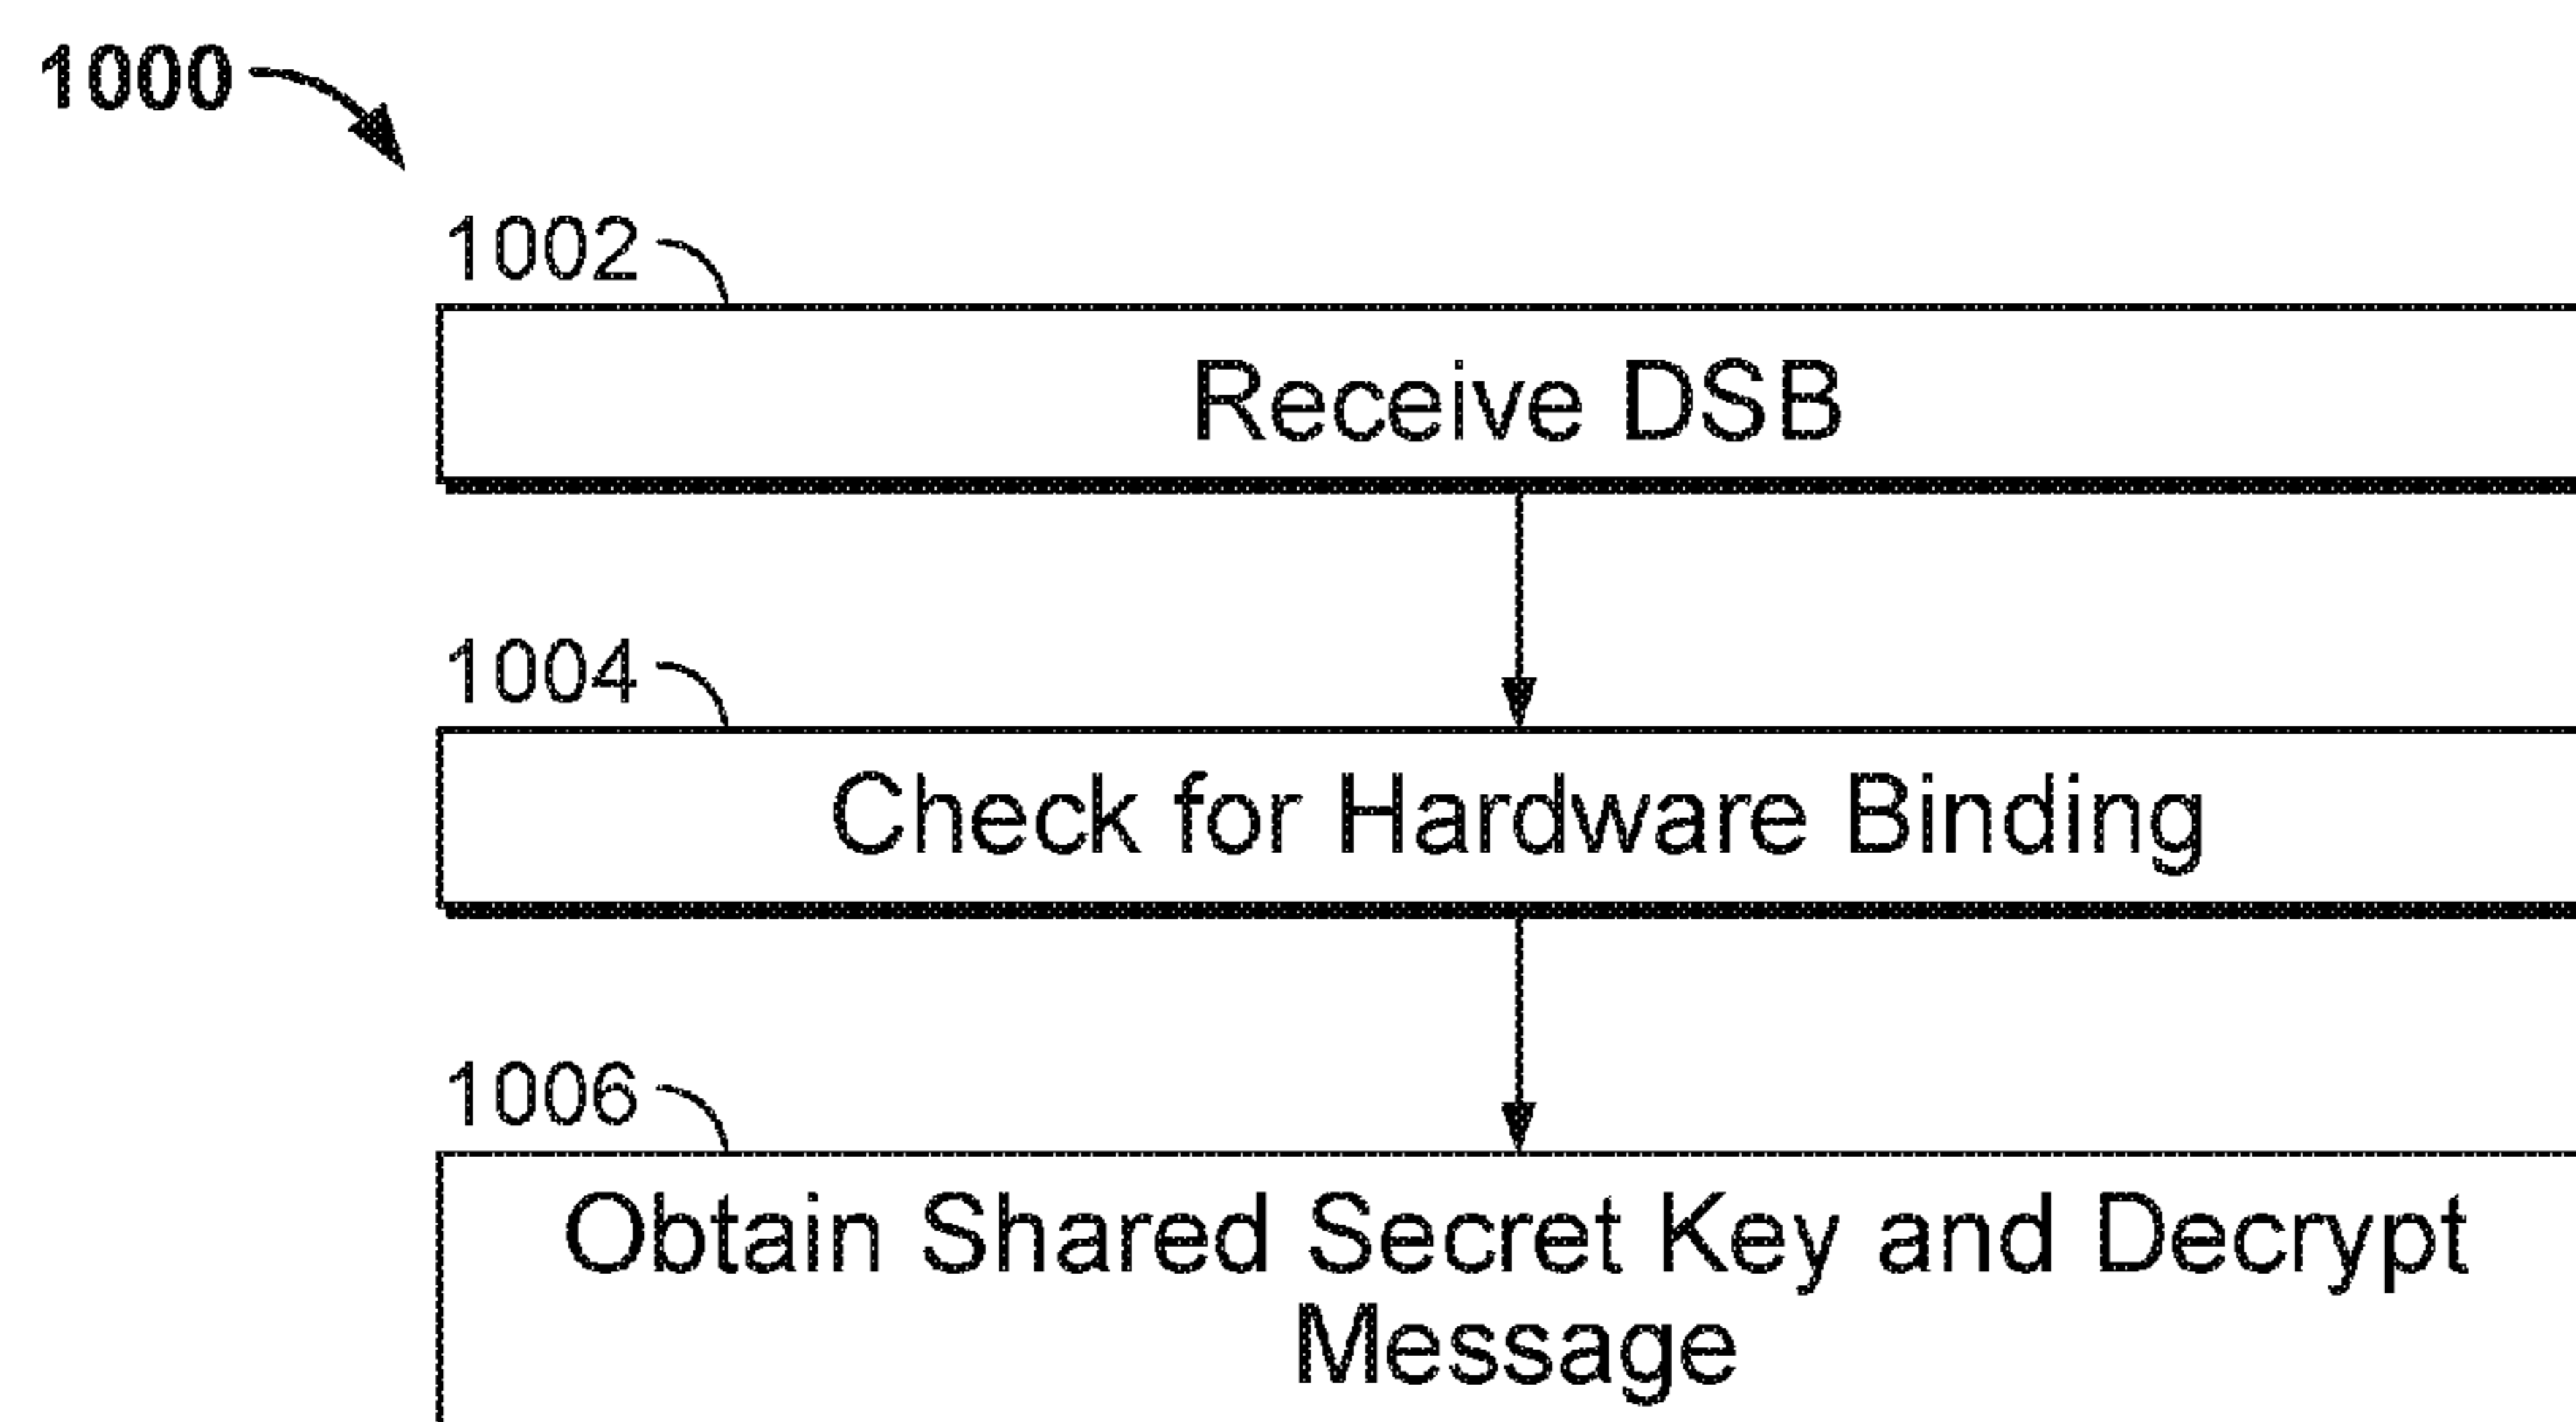 1000
1002
Receive DSB
1004
Check for Hardware Binding
1006
Obtain Shared Secret Key and Decrypt
Message